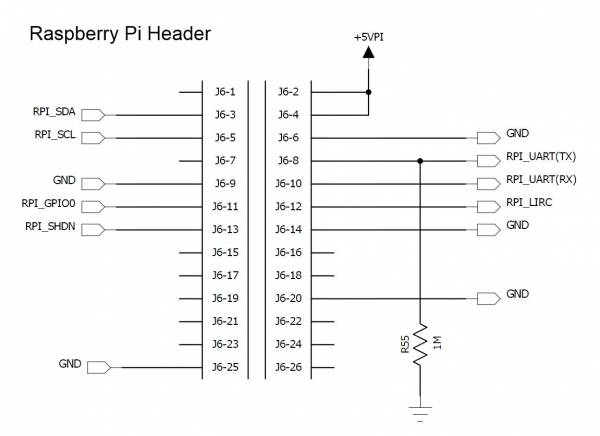 Raspberry Pi Header
+5VPI
J6-1 J6-2
RPI_SDA J6-3 J6-4
RPI_SCL J6-5 J6-6 GND
J6-7 J6-8 RPI_UART(TX)
GND J6-9 J6-10 RPI_UART(RX)
RPI_GPIO0 J6-11 J6-12 RPI_LIRC
RPI_SHDN J6-13 J6-14 GND
J6-15 J6-16
J6-17 J6-18
J6-19 J6-20 GND
J6-21 J6-22
J6-23 J6-24
R55 1M
GND J6-25 J6-26